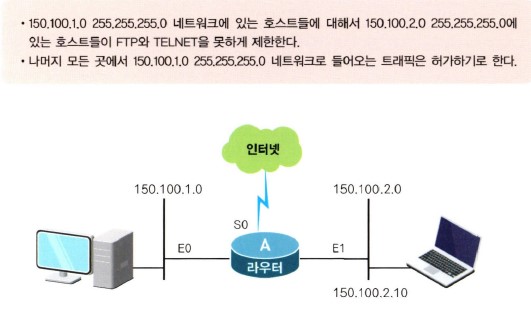 • 150.100.1.0 255.255.255.0 네트워크에 있는 호스트들에 대해서 150.100.2.0 255.255.255.0에
있는 호스트들이 FTP와 TELNET을 못하게 제한한다.
• 나머지 모든 곳에서 150.100.1.0 255.255.255.0 네트워크로 들어오는 트래픽은 허가하기로 한다.
인터넷
150.100.1.0
150.100.2.0
S0
E0
A
라우터
E1
150.100.2.10